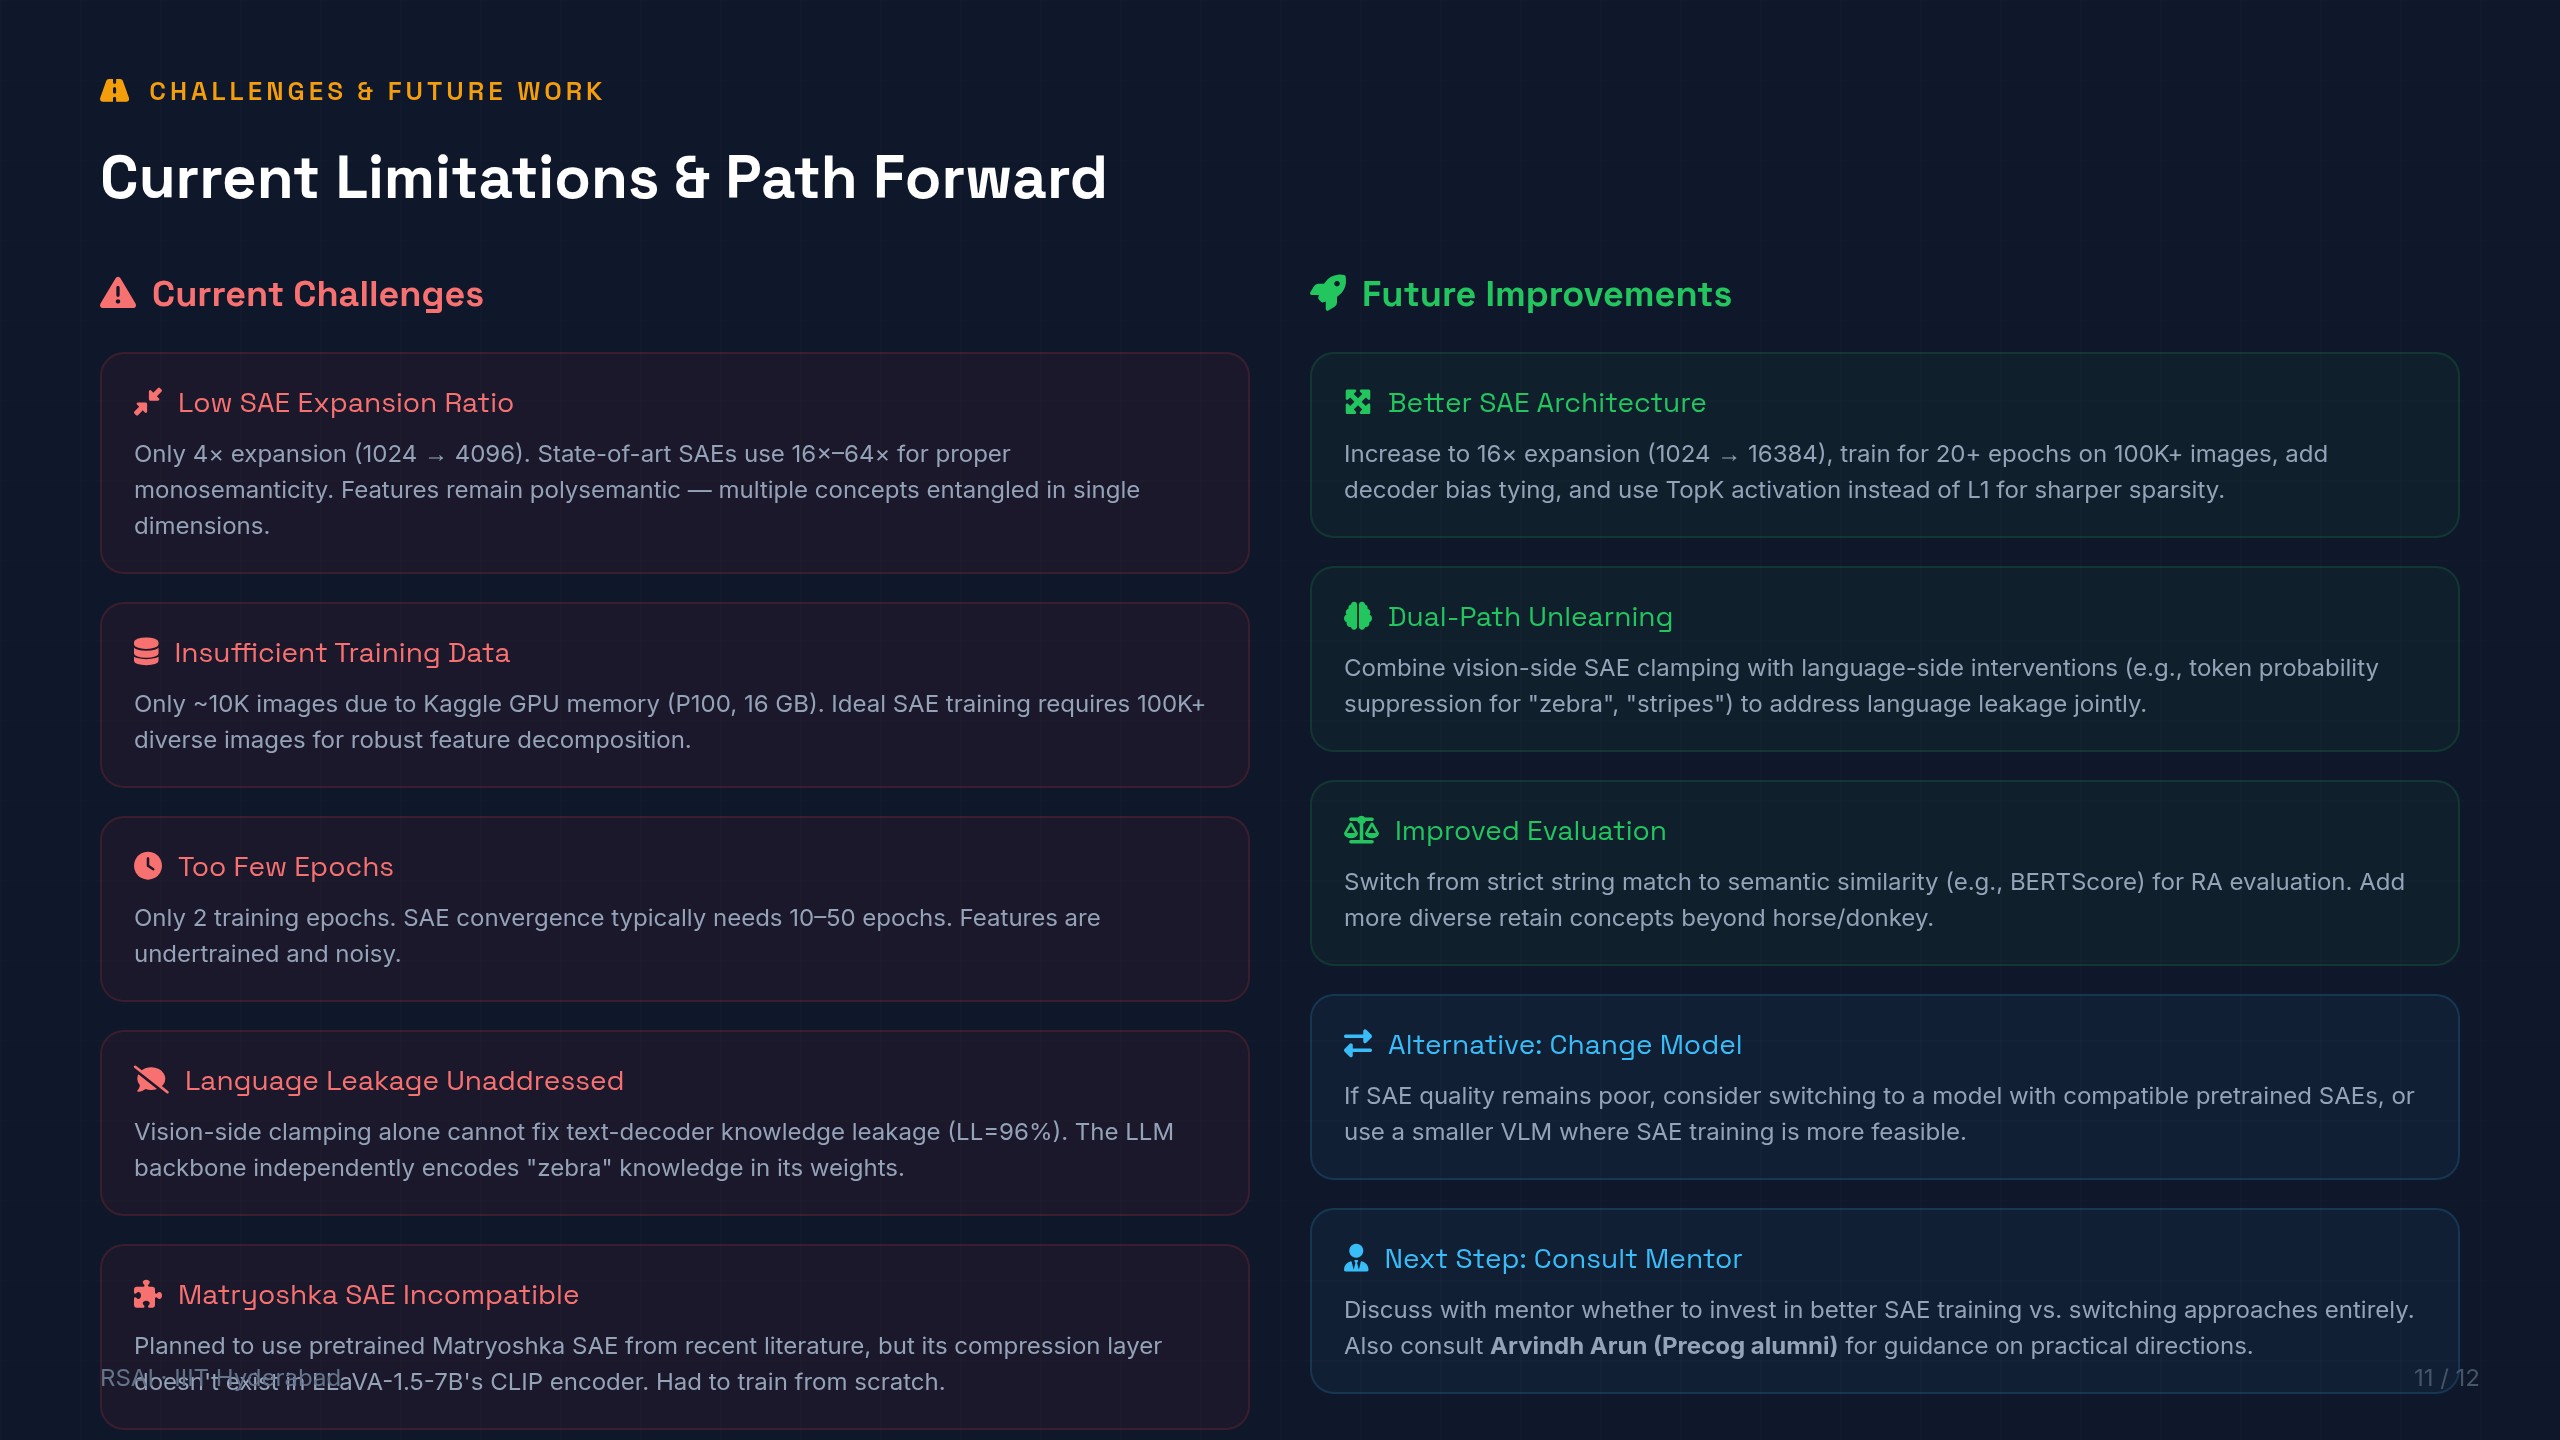 CHALLENGES & FUTURE WORK
Current Limitations & Path Forward
Current Challenges
Low SAE Expansion Ratio
Only 4× expansion (1024 → 4096). State-of-art SAEs use 16×–64× for proper
monosemanticity. Features remain polysemantic — multiple concepts entangled in single
dimensions.
Insufficient Training Data
Only ~10K images due to Kaggle GPU memory (P100, 16 GB). Ideal SAE training requires 100K+
diverse images for robust feature decomposition.
Too Few Epochs
Only 2 training epochs. SAE convergence typically needs 10–50 epochs. Features are
undertrained and noisy.
Language Leakage Unaddressed
Vision-side clamping alone cannot fix text-decoder knowledge leakage (LL=96%). The LLM
backbone independently encodes "zebra" knowledge in its weights.
Matryoshka SAE Incompatible
Planned to use pretrained Matryoshka SAE from recent literature, but its compression layer
doesn't exist in LLaVA-1.5-7B's CLIP encoder. Had to train from scratch.
Future Improvements
Better SAE Architecture
Increase to 16× expansion (1024 → 16384), train for 20+ epochs on 100K+ images, add
decoder bias tying, and use TopK activation instead of L1 for sharper sparsity.
Dual-Path Unlearning
Combine vision-side SAE clamping with language-side interventions (e.g., token probability
suppression for "zebra", "stripes") to address language leakage jointly.
Improved Evaluation
Switch from strict string match to semantic similarity (e.g., BERTScore) for RA evaluation. Add
more diverse retain concepts beyond horse/donkey.
Alternative: Change Model
If SAE quality remains poor, consider switching to a model with compatible pretrained SAEs, or
use a smaller VLM where SAE training is more feasible.
Next Step: Consult Mentor
Discuss with mentor whether to invest in better SAE training vs. switching approaches entirely.
Also consult Arvindh Arun (Precog alumni) for guidance on practical directions.
RSAI · IIIT Hyderabad
11 / 12